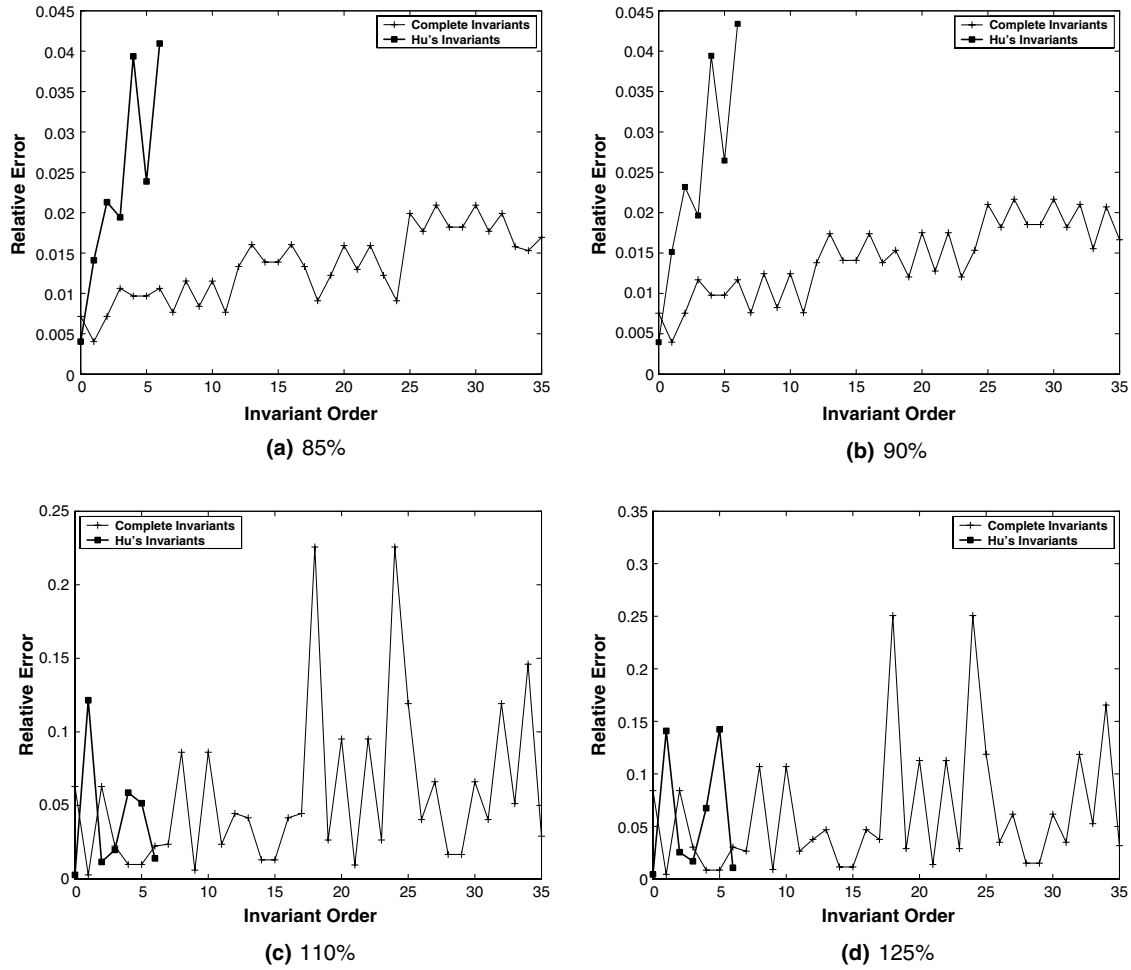 0.045
0.04
0.035
0.03
0.025
0.02
0.015
0.01
0.005
0
Relative Error
Complete Invariants
Hu's Invariants
0 5 10 15 20 25 30 35
Invariant Order
(a) 85%
0.045
0.04
0.035
0.03
0.025
0.02
0.015
0.01
0.005
0
Relative Error
Complete Invariants
Hu's Invariants
0 5 10 15 20 25 30 35
Invariant Order
(b) 90%
0.25
0.2
0.15
0.1
0.05
0
Relative Error
Complete Invariants
Hu's Invariants
0 5 10 15 20 25 30 35
Invariant Order
(c) 110%
0.35
0.3
0.25
0.2
0.15
0.1
0.05
0
Relative Error
Complete Invariants
Hu's Invariants
0 5 10 15 20 25 30 35
Invariant Order
(d) 125%